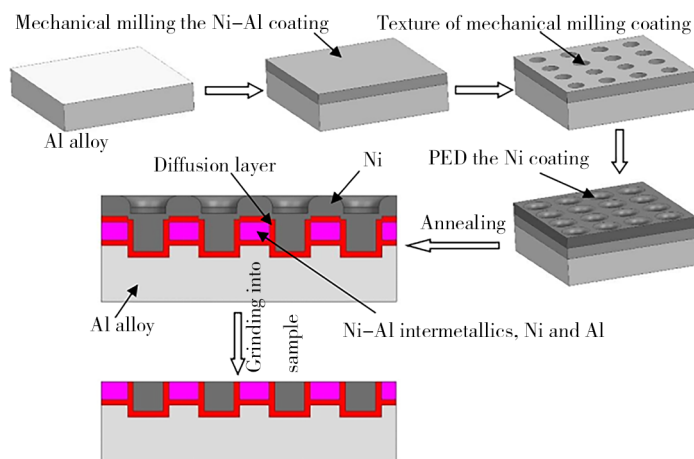 Mechanical milling the Ni-Al coating
Texture of mechanical milling coating
Al alloy
PED the Ni coating
Diffusion layer
Ni
Annealing
Al alloy
Grinding into
sample
Ni-Al intermetallics, Ni and Al